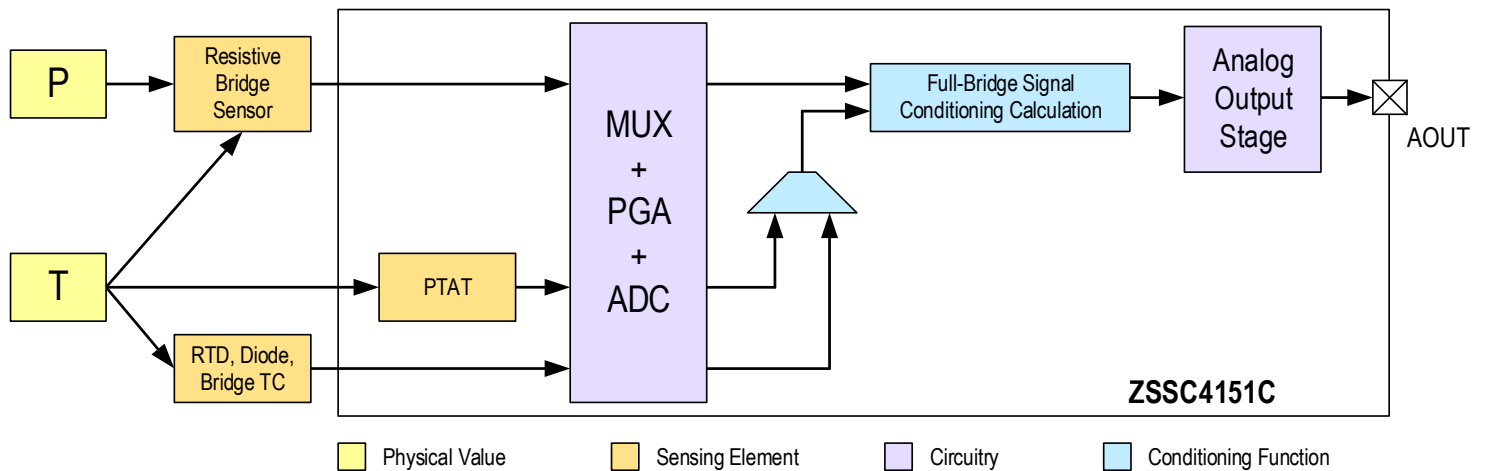 P
Resistive
Bridge
Sensor
T
PTAT
RTD, Diode,
Bridge TC
MUX
+
PGA
+
ADC
Full-Bridge Signal
Conditioning Calculation
Analog
Output
Stage
AOUT
ZSSC4151C
Physical Value
Sensing Element
Circuitry
Conditioning Function